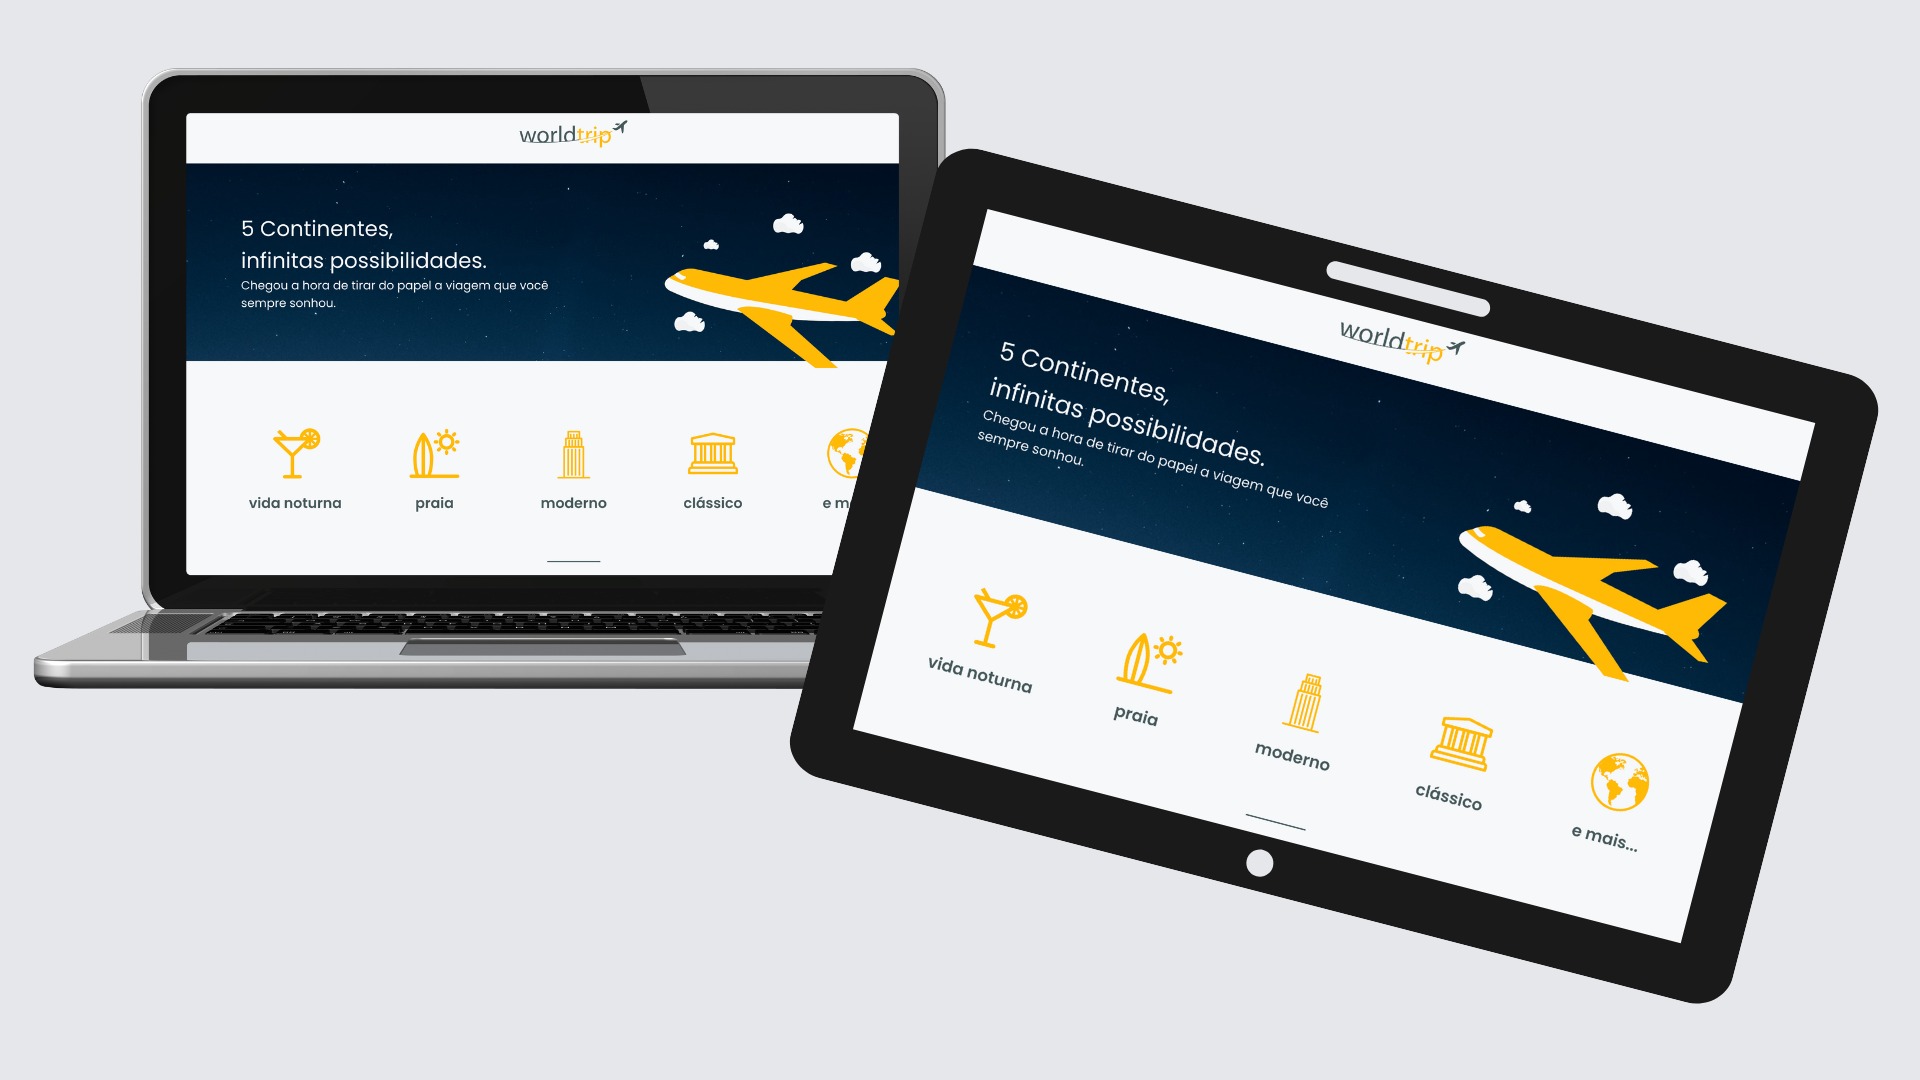 worldtrip
5 Continentes,
infinitas possibilidades.
Chegou a hora de tirar do papel a viagem que você
sempre sonhou.
vida noturna
praia
moderno
clássico
e m
worldtrip
5 Continentes,
infinitas possibilidades.
Chegou a hora de tirar do papel a viagem que você
sempre sonhou.
vida noturna
praia
moderno
clássico
e mais...